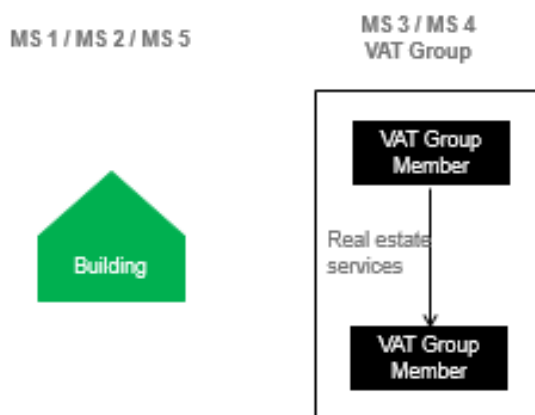 MS 1 / MS 2 / MS 5
MS 3 / MS 4
VAT Group
VAT Group
Member
Real estate
services
Building
VAT Group
Member